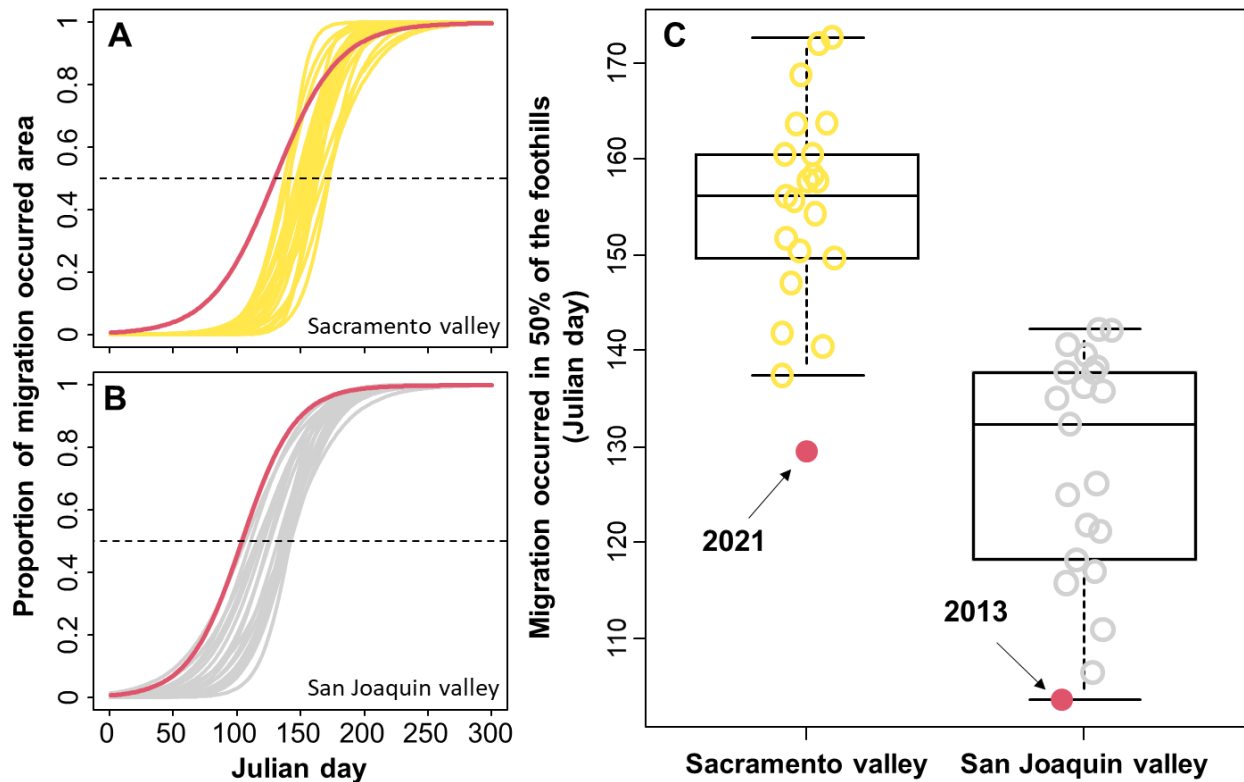 Proportion of migration occurred area
1
0.8
0.6
0.4
0.2
0
A
Sacramento valley
1
0.8
0.6
0.4
0.2
0
B
San Joaquin valley
0 50 100 150 200 250 300
Julian day
Migration occurred in 50% of the foothills
(Julian day)
C
170
160
150
140
130
120
110
2021
2013
Sacramento valley San Joaquin valley